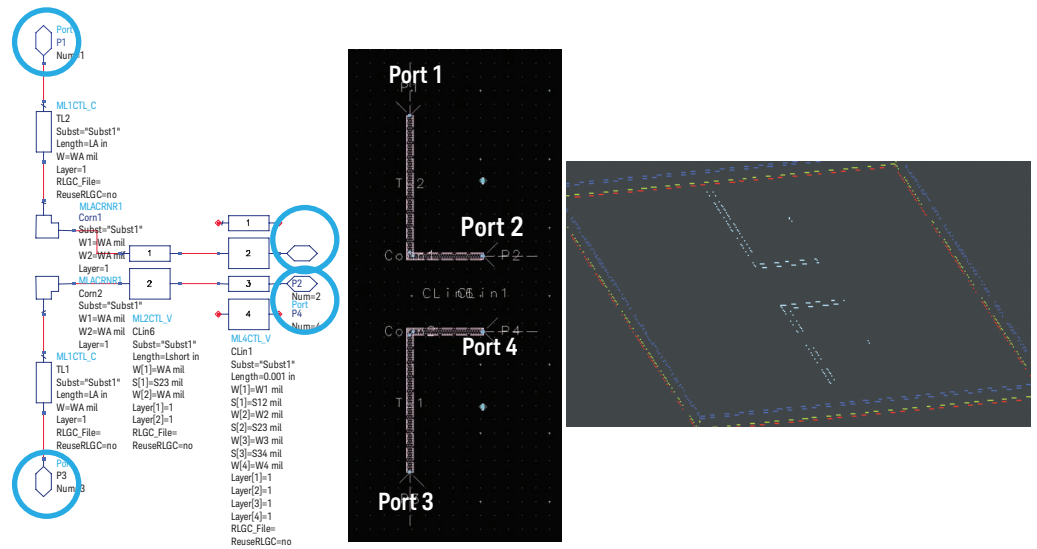 Port
P1
Num=1
ML1CTL_C
TL2
Subst="Subst1"
Length=LA in
W=WA mil
Layer=1
RLGC_File=
ReuseRLGC=no
MLACRNR1
Corn1
Subst="Subst1"
W1=WA mil
W2=WA mil
Layer=1
MLACRNR1
Corn2
Subst="Subst1"
W1=WA mil
W2=WA mil
Layer=1
ML1CTL_C
TL1
Subst="Subst1"
Length=LA in
W=WA mil
Layer=1
RLGC_File=
ReuseRLGC=no
Port
P3
Num=3
1
2
ML2CTL_V
CLin6
Subst="Subst1"
Length=Lshort in
W[1]=WA mil
S[1]=S23 mil
W[2]=WA mil
Layer[1]=1
Layer[2]=1
RLGC_File=
ReuseRLGC=no
1
2
3
4
P2
Num=2
Port
P4
ML4CTL_V
CLin1
Subst="Subst1"
Length=0.001 in
W[1]=W1 mil
S[1]=S12 mil
W[2]=W2 mil
S[2]=S23 mil
W[3]=W3 mil
S[3]=S34 mil
W[4]=W4 mil
Layer[1]=1
Layer[2]=1
Layer[3]=1
Layer[4]=1
RLGC_File=
ReuseRLGC=no
Port 1
Port 2
P2
P4
Port 4
Port 3